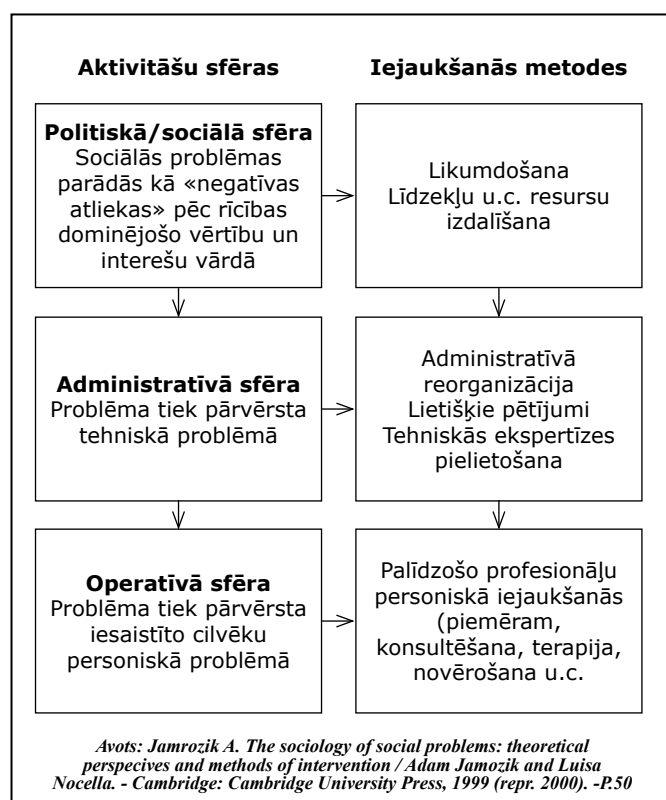 Aktivitāšu sfēras
Iejaukšanās metodes
Politiskā/sociālā sfēra
Sociālās problēmas
parādās kā «negatīvas
atliekas» pēc rīcības
dominējošo vērtību un
interešu vārdā
Likumdošana
Līdzekļu u.c. resursu
izdalīšana
Administratīvā sfēra
Problēma tiek pārvērsta
tehniskā problēmā
Administratīvā
reorganizācija
Lietišķie pētījumi
Tehniskās ekspertīzes
pielietošana
Operatīvā sfēra
Problēma tiek pārvērsta
iesaistīto cilvēku
personiskā problēmā
Palīdzošo profesionāļu
personiskā iejaukšanās
(piemēram,
konsultēšana, terapija,
novērošana u.c.
Avots: Jamrozik A. The sociology of social problems: theoretical
perspecives and methods of intervention / Adam Jamozik and Luisa
Nocella. - Cambridge: Cambridge University Press, 1999 (repr. 2000). -P.50